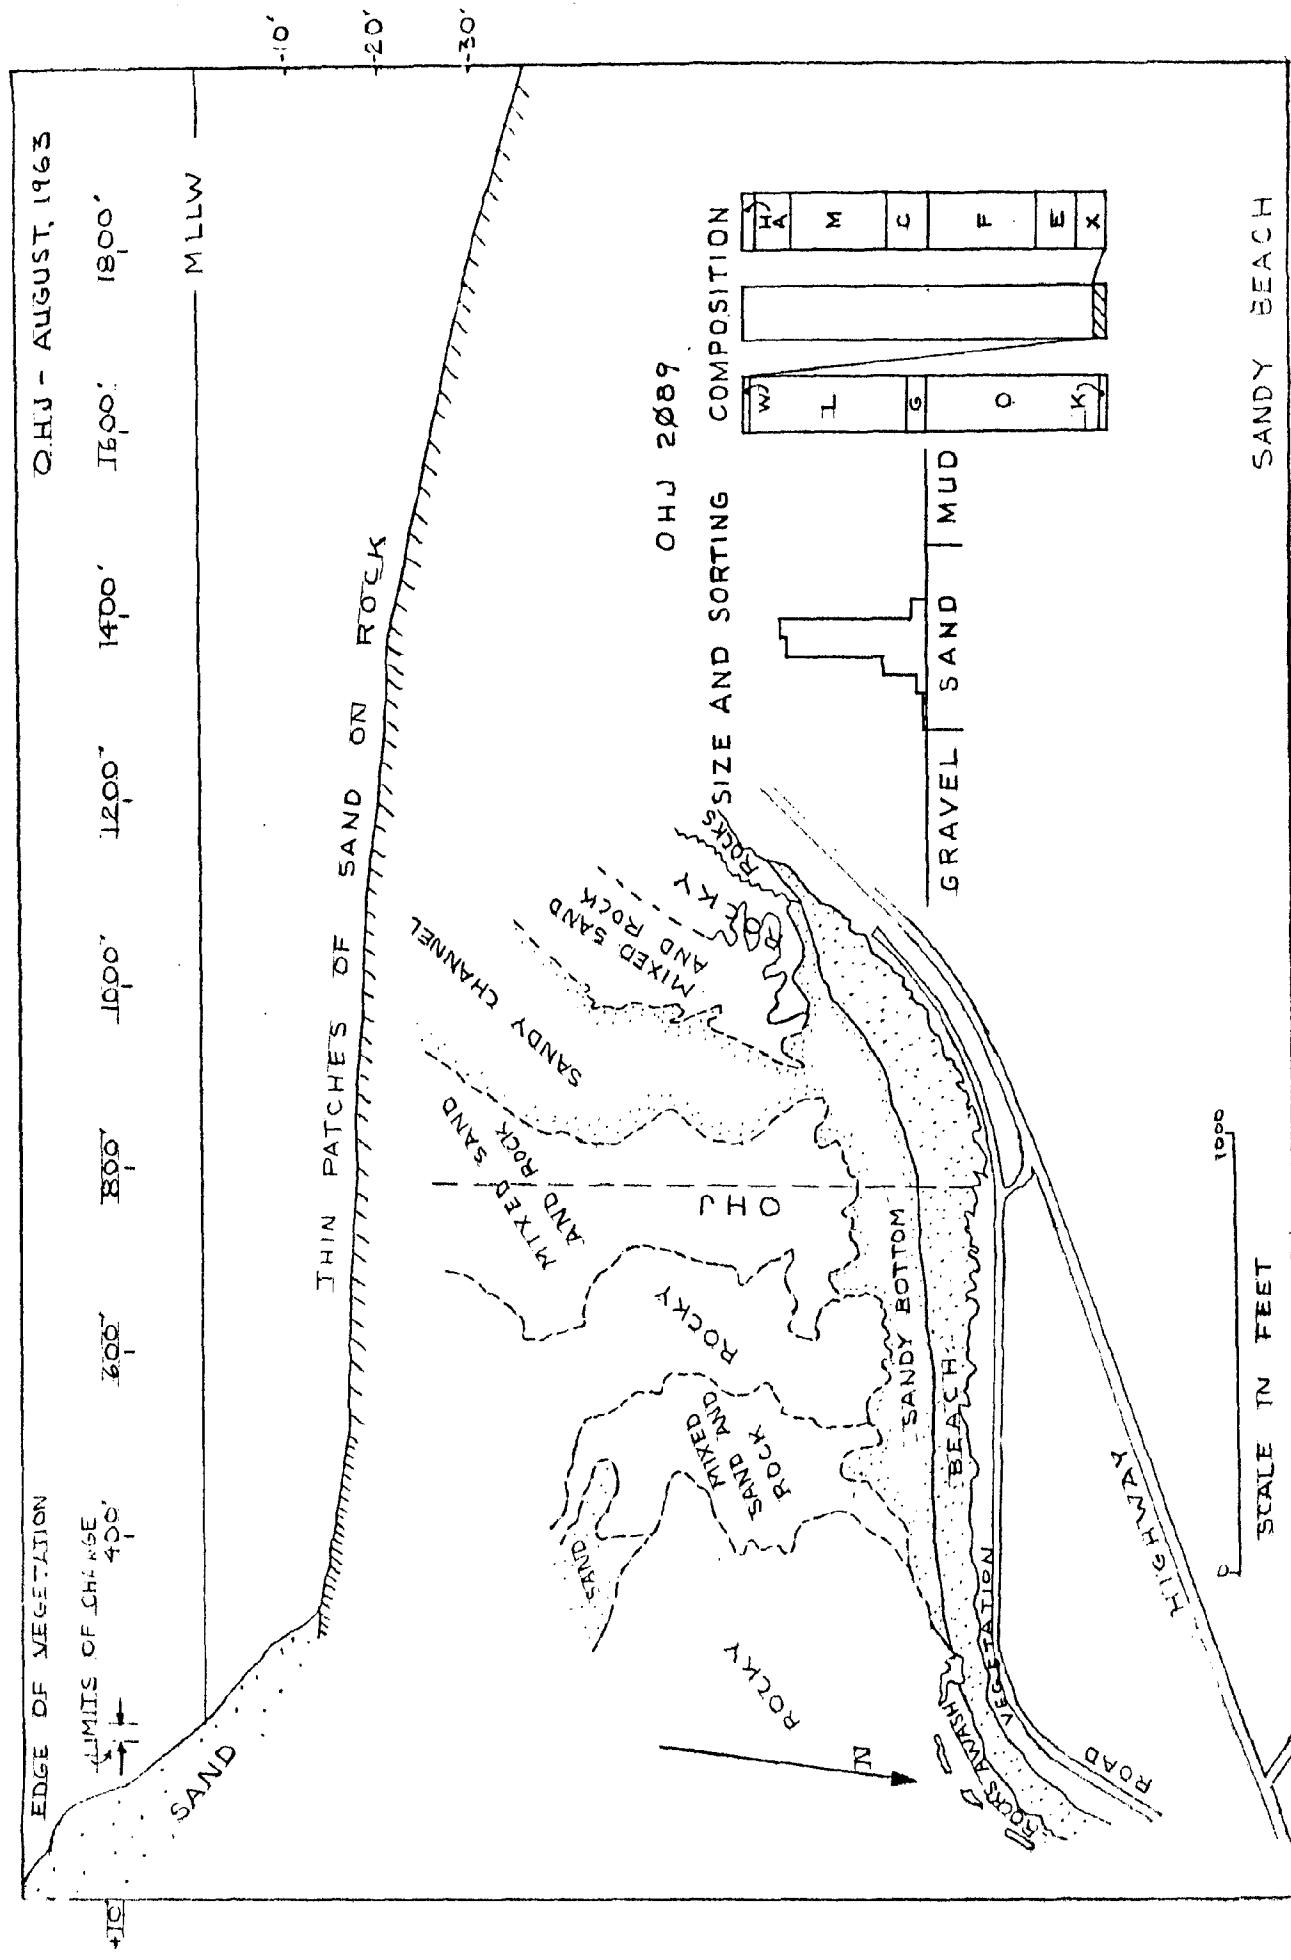 EDGE OF VEGETATION
OHJ - AUGUST, 1963
LIMITS OF CHANGE
+10
400'
600'
800'
1000'
1200'
1400'
1600'
1800'
MLLW
-10'
-20'
-30'
SAND
THIN PATCHES OF SAND ON ROCK
SANDY CHANNEL
MIXED SAND
AND ROCK
MIXED SAND
AND ROCK
ROCKY
ROCKS
ROCKY
MIXED
SAND AND
ROCK
SAND
ROCKY
OHJ
SANDY BOTTOM
BEACH
VEGETATION
ROCKS AWASH
N
ROAD
HIGHWAY
OHJ 2Ø89
SIZE AND SORTING
COMPOSITION
GRAVEL
SAND
MUD
W
L
G
O
K
H
A
M
C
F
E
X
0
1000
SCALE IN FEET
SANDY BEACH